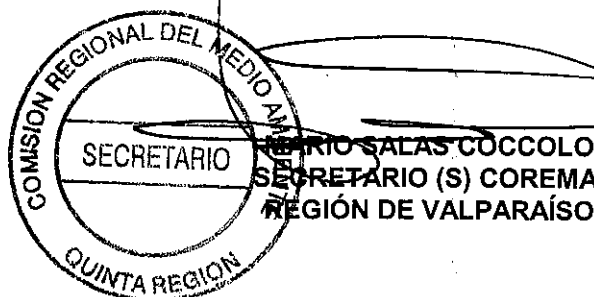 COMISION REGIONAL DEL MEDIO AMBIENTE
SECRETARIO
QUINTA REGION
MARIO SALAS COCCOLO
SECRETARIO (S) COREMA
REGIÓN DE VALPARAÍSO